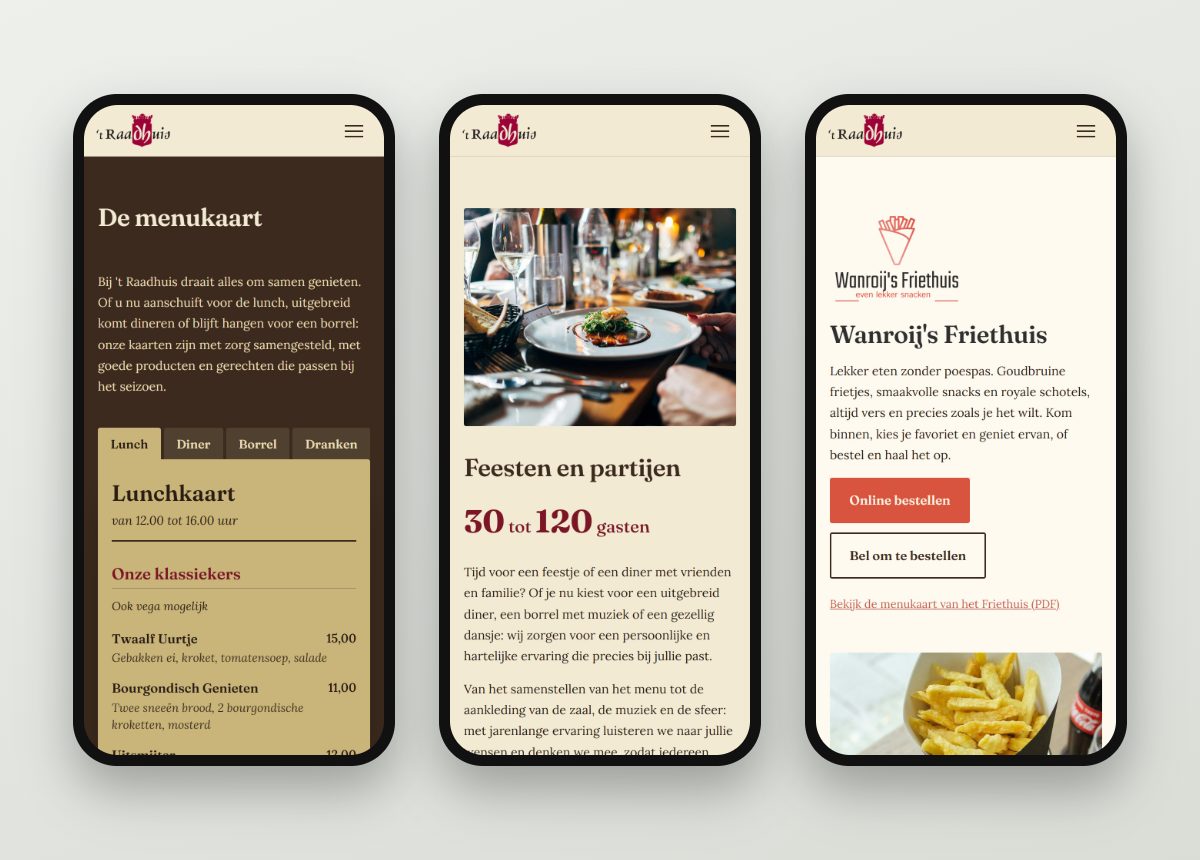 't Raadhuis
De menukaart
Bij 't Raadhuis draait alles om samen genieten.
Of u nu aanschuift voor de lunch, uitgebreid
komt dineren of blijft hangen voor een borrel:
onze kaarten zijn met zorg samengesteld, met
goede producten en gerechten die passen bij
het seizoen.
Lunch Diner Borrel Dranken
Lunchkaart
van 12.00 tot 16.00 uur
Onze klassiekers
Ook vega mogelijk
Twaalf Uurtje 15,00
Gebakken ei, kroket, tomatensoep, salade
Bourgondisch Genieten 11,00
Twee sneeën brood, 2 bourgondische
kroketten, mosterd
Uitsmijter 12,00
't Raadhuis
Feesten en partijen
30 tot 120 gasten
Tijd voor een feestje of een diner met vrienden
en familie? Of je nu kiest voor een uitgebreid
diner, een borrel met muziek of een gezellig
dansje: wij zorgen voor een persoonlijke en
hartelijke ervaring die precies bij jullie past.
Van het samenstellen van het menu tot de
aankleding van de zaal, de muziek en de sfeer:
met jarenlange ervaring luisteren we naar jullie
wensen en denken we mee, zodat iedereen
't Raadhuis
Wanroij's Friethuis
even lekker snacken
Wanroij's Friethuis
Lekker eten zonder poespas. Goudbruine
frietjes, smaakvolle snacks en royale schotels,
altijd vers en precies zoals je het wilt. Kom
binnen, kies je favoriet en geniet ervan, of
bestel en haal het op.
Online bestellen
Bel om te bestellen
Bekijk de menukaart van het Friethuis (PDF)